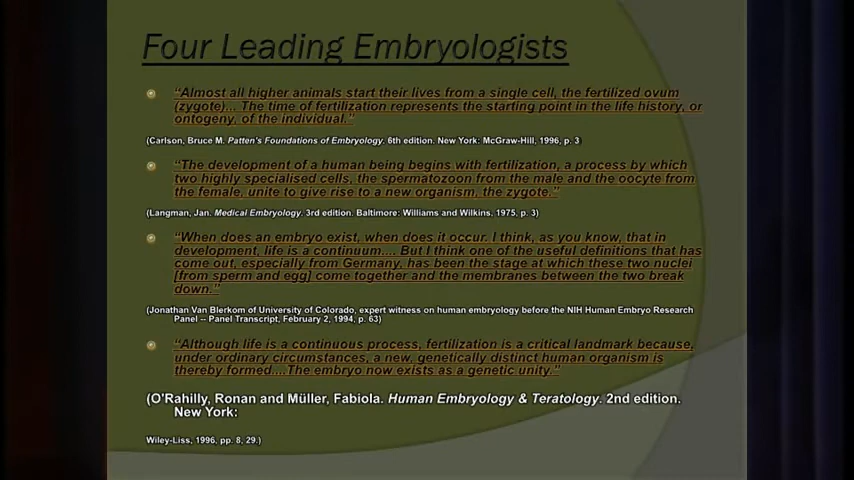 Four Leading Embryologists
“Almost all higher animals start their lives from a single cell, the fertilized ovum
(zygote)... The time of fertilization represents the starting point in the life history, or
ontogeny, of the individual.”
(Carlson, Bruce M. Patten's Foundations of Embryology. 6th edition. New York: McGraw-Hill, 1996, p. 3
“The development of a human being begins with fertilization, a process by which
two highly specialised cells, the spermatozoon from the male and the oocyte from
the female, unite to give rise to a new organism, the zygote.”
(Langman, Jan. Medical Embryology. 3rd edition. Baltimore: Williams and Wilkins, 1975, p. 3)
“When does an embryo exist, when does it occur. I think, as you know, that in
development, life is a continuum.... But I think one of the useful definitions that has
come out, especially from Germany, has been the stage at which these two nuclei
[from sperm and egg] come together and the membranes between the two break
down.”
(Jonathan Van Blerkom of University of Colorado, expert witness on human embryology before the NIH Human Embryo Research
Panel -- Panel Transcript, February 2, 1994, p. 63)
“Although life is a continuous process, fertilization is a critical landmark because,
under ordinary circumstances, a new, genetically distinct human organism is
thereby formed....The embryo now exists as a genetic unity.”
(O'Rahilly, Ronan and Müller, Fabiola. Human Embryology & Teratology. 2nd edition.
New York:
Wiley-Liss, 1996, pp. 8, 29.)